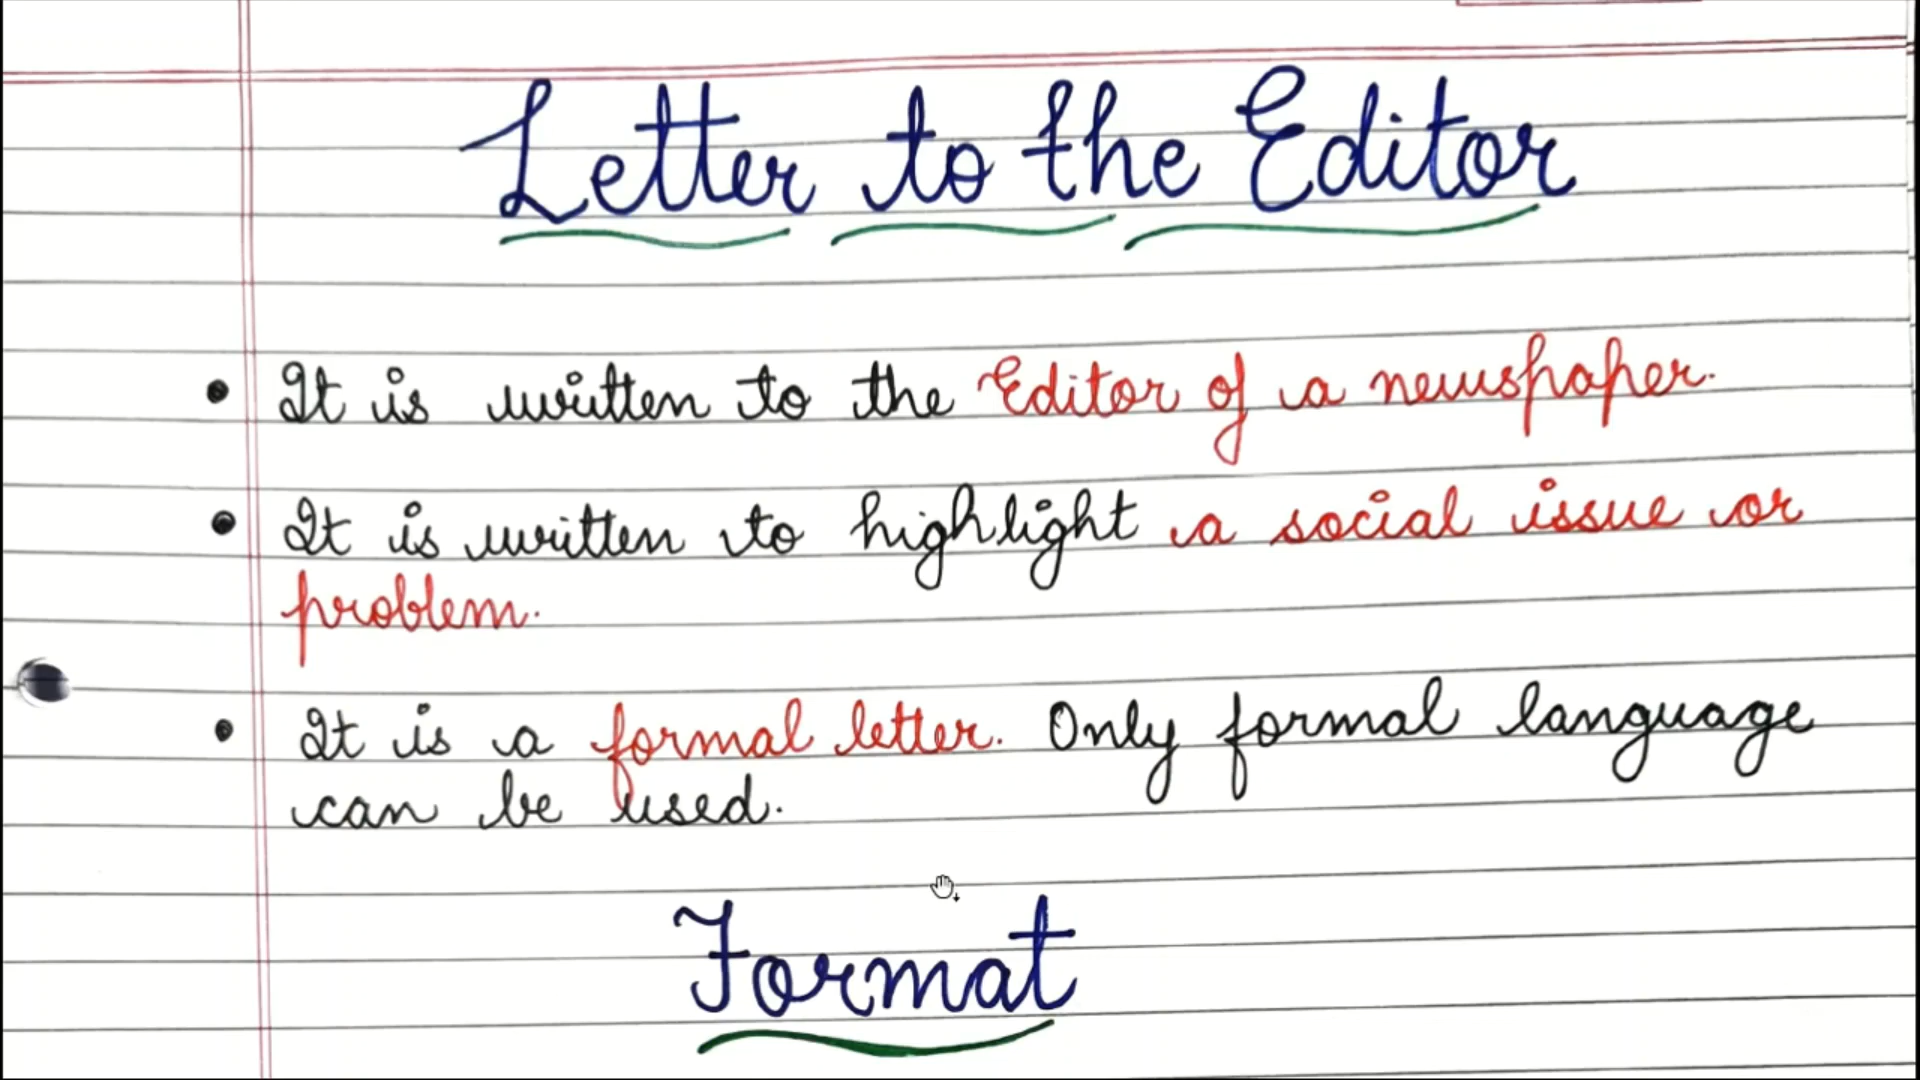 Letter to the Editor
• It is written to the Editor of a newspaper.
• It is written to highlight a social issue or
problem.
• It is a formal letter. Only formal language
can be used.
Format